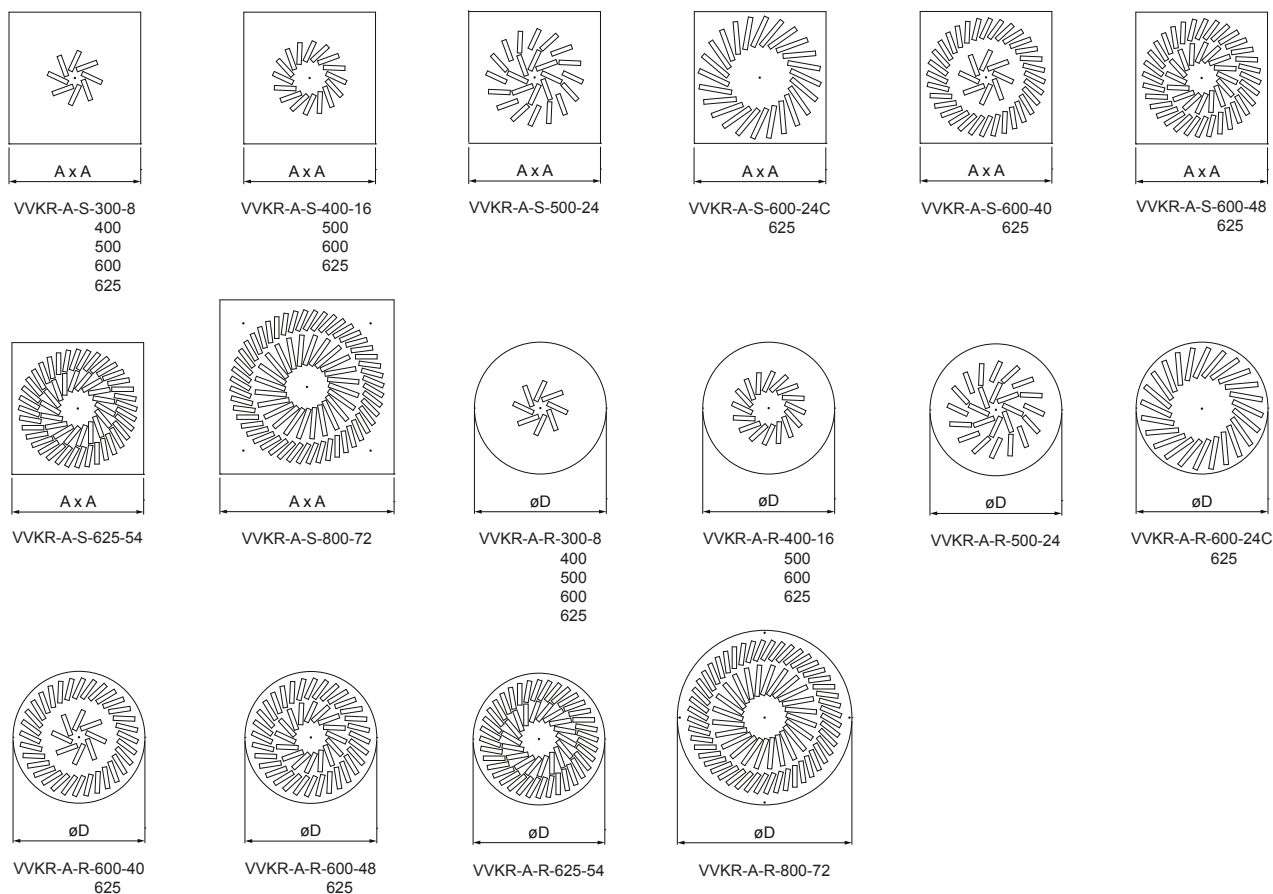 A x A
A x A
A x A
A x A
A x A
A x A
VVKR-A-S-300-8
400
500
600
625
VVKR-A-S-400-16
500
600
625
VVKR-A-S-500-24
VVKR-A-S-600-24C
625
VVKR-A-S-600-40
625
VVKR-A-S-600-48
625
A x A
A x A
øD
øD
øD
øD
VVKR-A-S-625-54
VVKR-A-S-800-72
VVKR-A-R-300-8
400
500
600
625
VVKR-A-R-400-16
500
600
625
VVKR-A-R-500-24
VVKR-A-R-600-24C
625
øD
øD
øD
øD
VVKR-A-R-600-40
625
VVKR-A-R-600-48
625
VVKR-A-R-625-54
VVKR-A-R-800-72